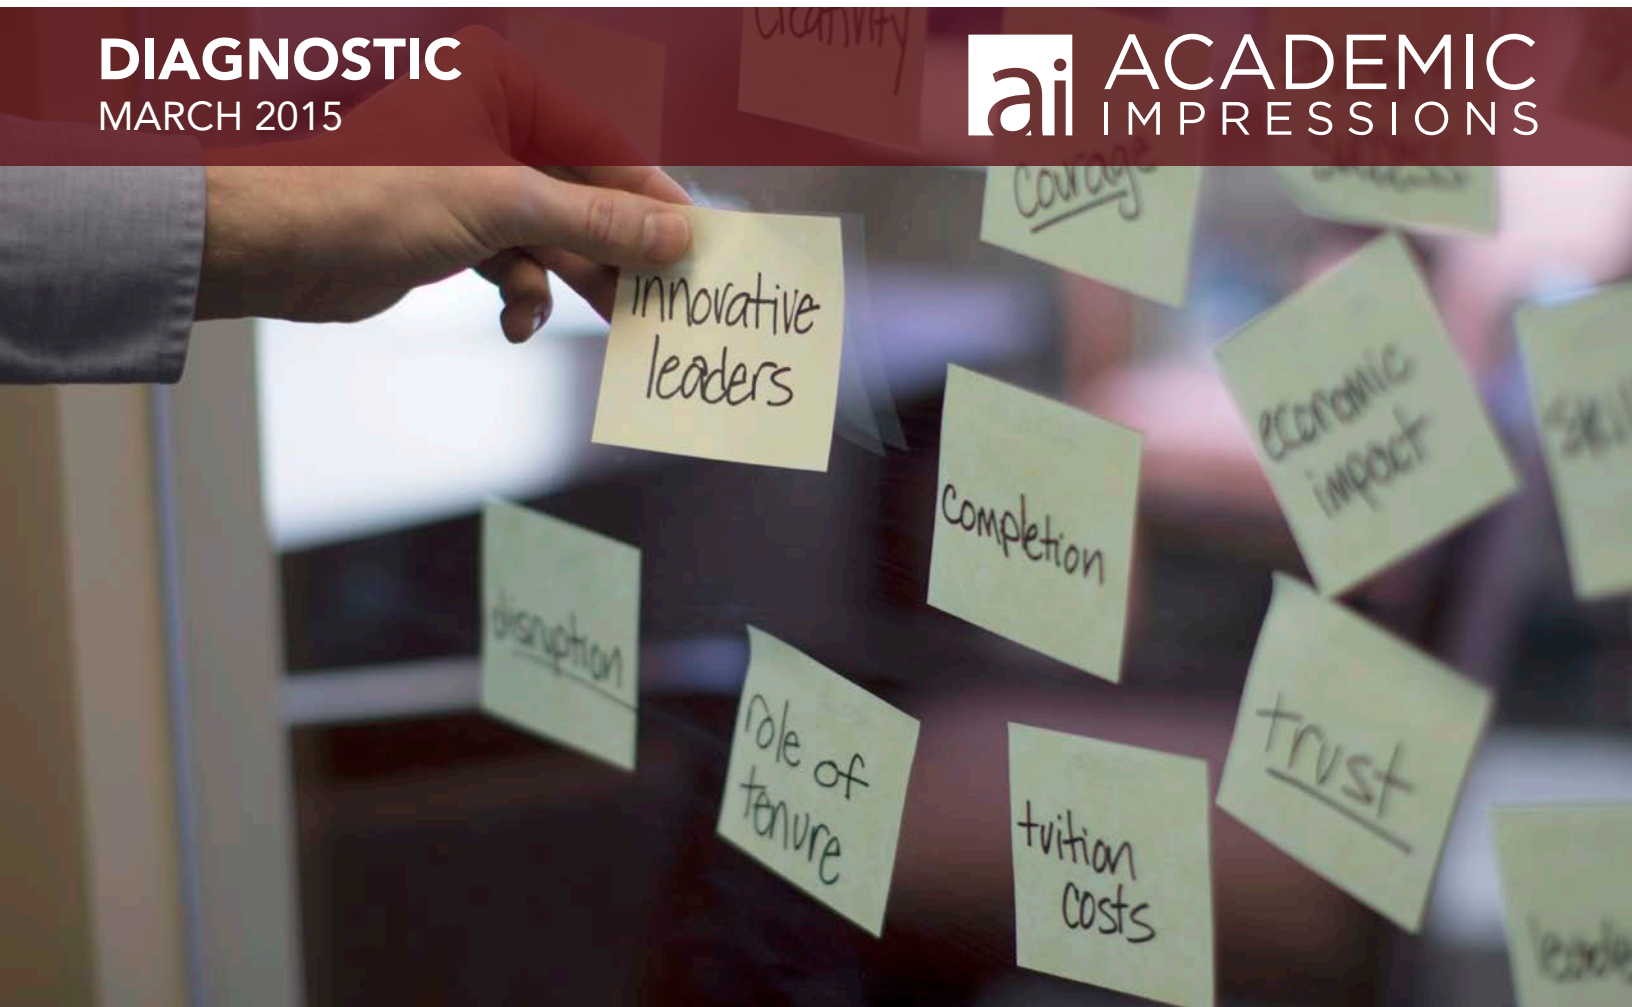 DIAGNOSTIC
MARCH 2015
ai
ACADEMIC
IMPRESSIONS
creativity
courage
innovative
leaders
economic
impact
completion
disruption
role of
tenure
trust
tuition
costs